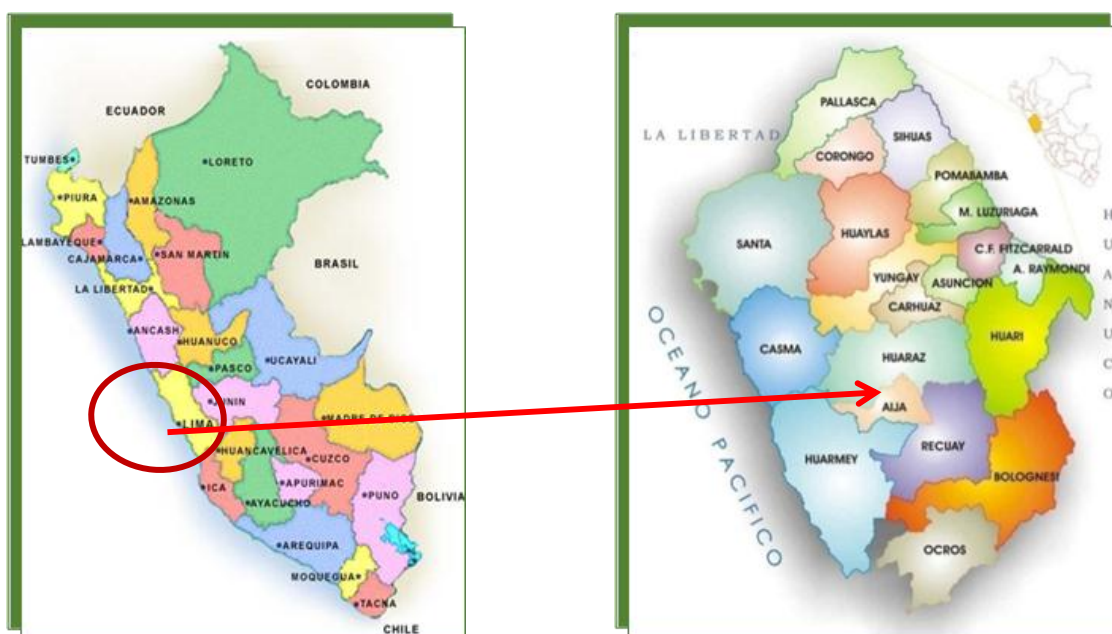 COLOMBIA
ECUADOR
TUMBES
LORETO
PIURA
AMAZONAS
LAMBAYEQUE
CAJAMARCA
SAN MARTIN
BRASIL
LA LIBERTAD
ANCASH
HUANUCO
UCAYALI
PASCO
JUNIN
MADRE DE DIOS
LIMA
HUANCAVELICA
CUZCO
ICA
APURIMAC
PUNO
BOLIVIA
AYACUCHO
AREQUIPA
MOQUEGUA
TACNA
CHILE
PALLASCA
LA LIBERTAD
SIHUAS
CORONGO
POMABAMBA
M. LUZURIAGA
HUAYLAS
SANTA
C.F. FITZCARRALD
A. RAYMONDI
YUNGAY
ASUNCION
CARHUAZ
HUARI
CASMA
HUARAZ
AIJA
RECUAY
HUARMEY
BOLOGNESI
OCROS
OCEANO PACIFICO
HUANUCO